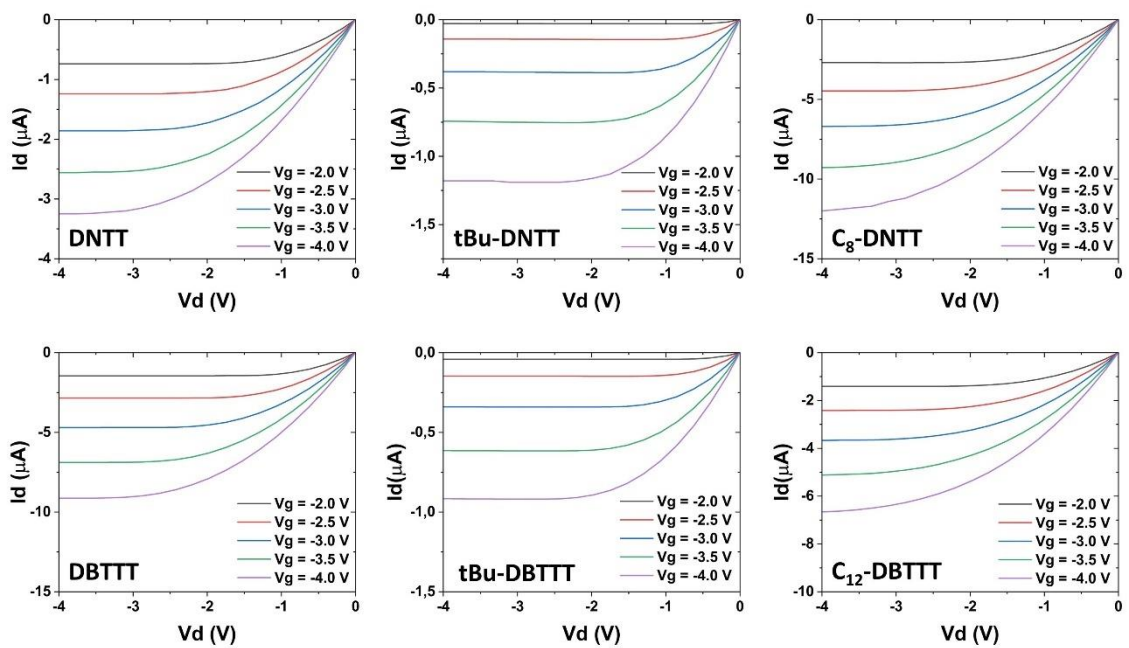 0
-1
-2
-3
-4
Id (μA)
Vg = -2.0 V
Vg = -2.5 V
Vg = -3.0 V
Vg = -3.5 V
Vg = -4.0 V
DNTT
-4 -3 -2 -1 0
Vd (V)
0,0
-0,5
-1,0
-1,5
Id (μA)
Vg = -2.0 V
Vg = -2.5 V
Vg = -3.0 V
Vg = -3.5 V
Vg = -4.0 V
tBu-DNTT
-4 -3 -2 -1 0
Vd (V)
0
-5
-10
-15
Id (μA)
Vg = -2.0 V
Vg = -2.5 V
Vg = -3.0 V
Vg = -3.5 V
Vg = -4.0 V
C₈-DNTT
-4 -3 -2 -1 0
Vd (V)
0
-5
-10
-15
Id (μA)
Vg = -2.0 V
Vg = -2.5 V
Vg = -3.0 V
Vg = -3.5 V
Vg = -4.0 V
DBTTT
-4 -3 -2 -1 0
Vd (V)
0,0
-0,5
-1,0
-1,5
Id(μA)
Vg = -2.0 V
Vg = -2.5 V
Vg = -3.0 V
Vg = -3.5 V
Vg = -4.0 V
tBu-DBTTT
-4 -3 -2 -1 0
Vd (V)
0
-2
-4
-6
-8
-10
Id(μA)
Vg = -2.0 V
Vg = -2.5 V
Vg = -3.0 V
Vg = -3.5 V
Vg = -4.0 V
C₁₂-DBTTT
-4 -3 -2 -1 0
Vd (V)